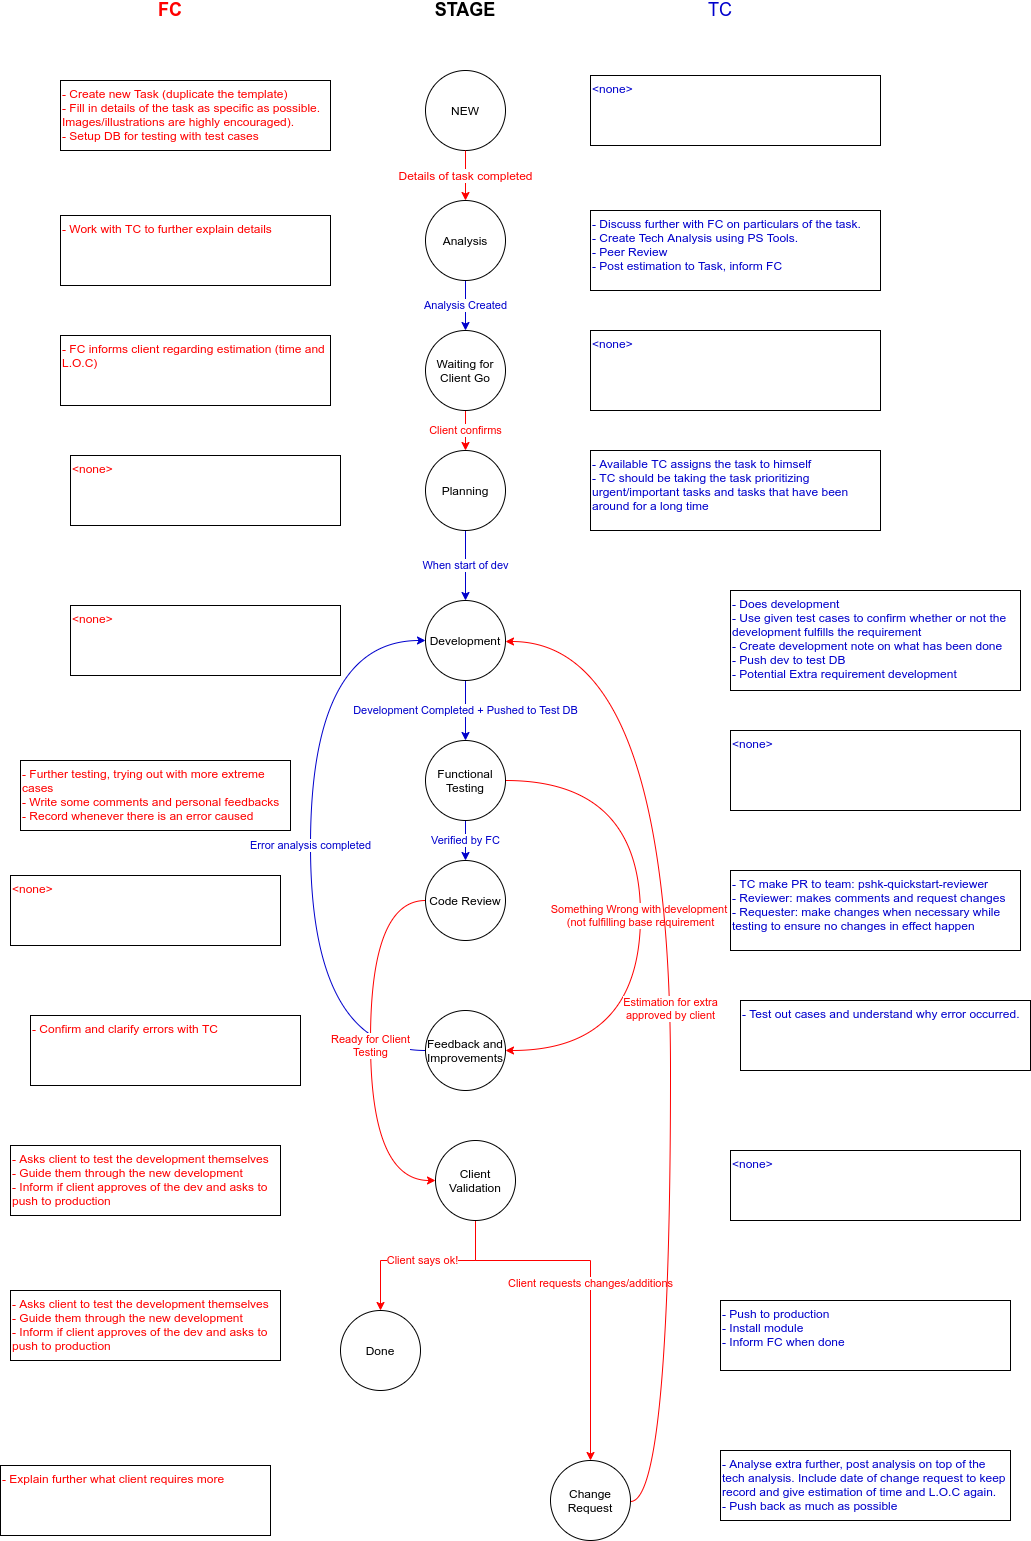 FC
STAGE
TC
- Create new Task (duplicate the template)
- Fill in details of the task as specific as possible.
Images/illustrations are highly encouraged).
- Setup DB for testing with test cases
NEW
<none>
Details of task completed
- Work with TC to further explain details
Analysis
- Discuss further with FC on particulars of the task.
- Create Tech Analysis using PS Tools.
- Peer Review
- Post estimation to Task, inform FC
Analysis Created
- FC informs client regarding estimation (time and
L.O.C)
Waiting for
Client Go
<none>
Client confirms
<none>
Planning
- Available TC assigns the task to himself
- TC should be taking the task prioritizing
urgent/important tasks and tasks that have been
around for a long time
When start of dev
<none>
Development
- Does development
- Use given test cases to confirm whether or not the
development fulfills the requirement
- Create development note on what has been done
- Push dev to test DB
- Potential Extra requirement development
Development Completed + Pushed to Test DB
- Further testing, trying out with more extreme
cases
- Write some comments and personal feedbacks
- Record whenever there is an error caused
Functional
Testing
<none>
Error analysis completed
Verified by FC
<none>
Code Review
- TC make PR to team: pshk-quickstart-reviewer
- Reviewer: makes comments and request changes
- Requester: make changes when necessary while
testing to ensure no changes in effect happen
Something Wrong with development
(not fulfilling base requirement
Estimation for extra
approved by client
- Confirm and clarify errors with TC
Ready for Client
Testing
Feedback and
Improvements
- Test out cases and understand why error occurred.
- Asks client to test the development themselves
- Guide them through the new development
- Inform if client approves of the dev and asks to
push to production
Client
Validation
<none>
Client says ok!
Client requests changes/additions
- Asks client to test the development themselves
- Guide them through the new development
- Inform if client approves of the dev and asks to
push to production
Done
- Push to production
- Install module
- Inform FC when done
- Explain further what client requires more
Change
Request
- Analyse extra further, post analysis on top of the
tech analysis. Include date of change request to keep
record and give estimation of time and L.O.C again.
- Push back as much as possible